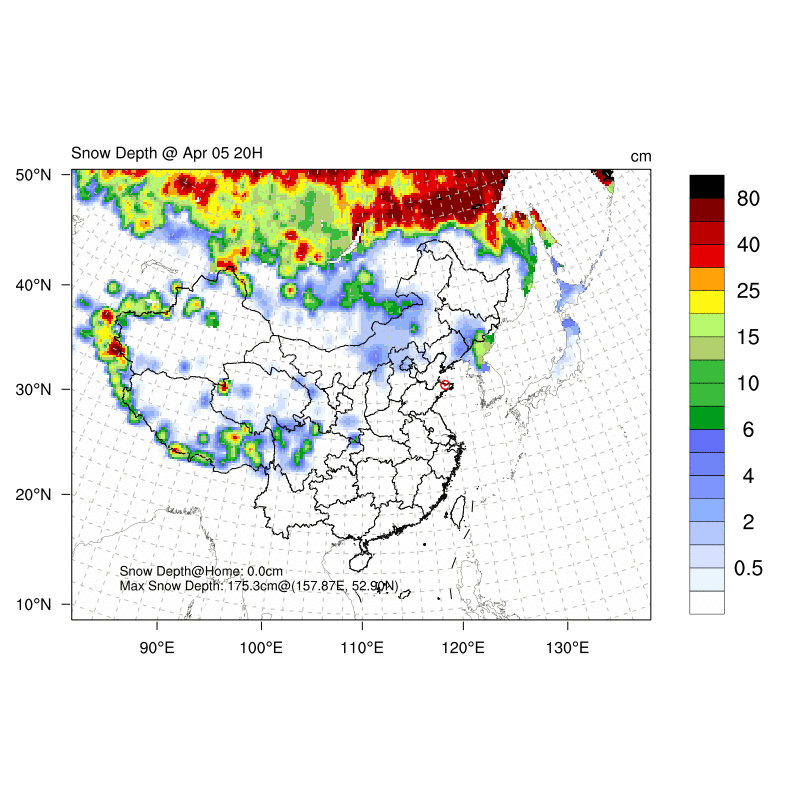 Snow Depth @ Apr 05 20H
cm
50°N
40°N
30°N
20°N
10°N
90°E
100°E
110°E
120°E
130°E
80
40
25
15
10
6
4
2
0.5
Snow Depth@Home: 0.0cm
Max Snow Depth: 175.3cm@(157.87E, 52.90N)